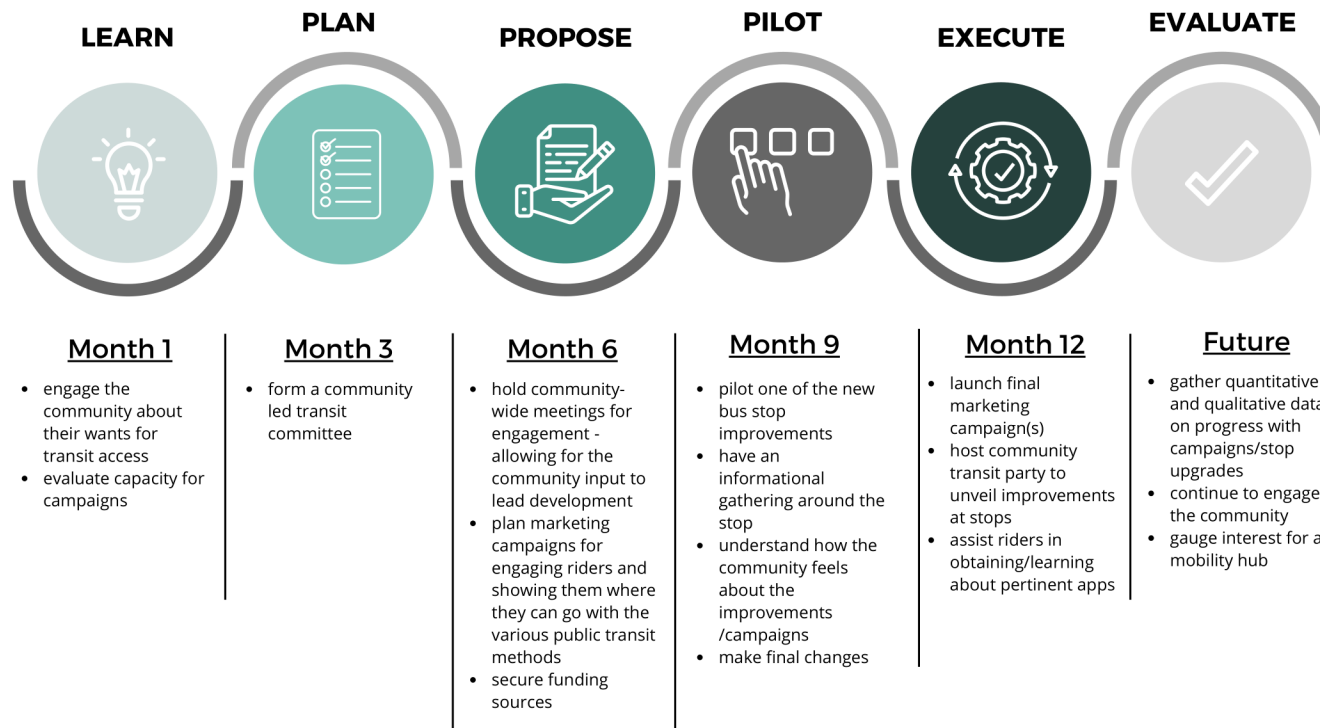 LEARN
PLAN
PROPOSE
PILOT
EXECUTE
EVALUATE
Month 1
• engage the
community about
their wants for
transit access
• evaluate capacity for
campaigns
Month 3
• form a community
led transit
committee
Month 6
• hold community-
wide meetings for
engagement -
allowing for the
community input to
lead development
• plan marketing
campaigns for
engaging riders and
showing them where
they can go with the
various public transit
methods
• secure funding
sources
Month 9
• pilot one of the new
bus stop
improvements
• have an
informational
gathering around the
stop
• understand how the
community feels
about the
improvements
/campaigns
• make final changes
Month 12
• launch final
marketing
campaign(s)
• host community
transit party to
unveil improvements
at stops
• assist riders in
obtaining/learning
about pertinent apps
Future
• gather quantitative
and qualitative data
on progress with
campaigns/stop
upgrades
• continue to engage
the community
• gauge interest for a
mobility hub